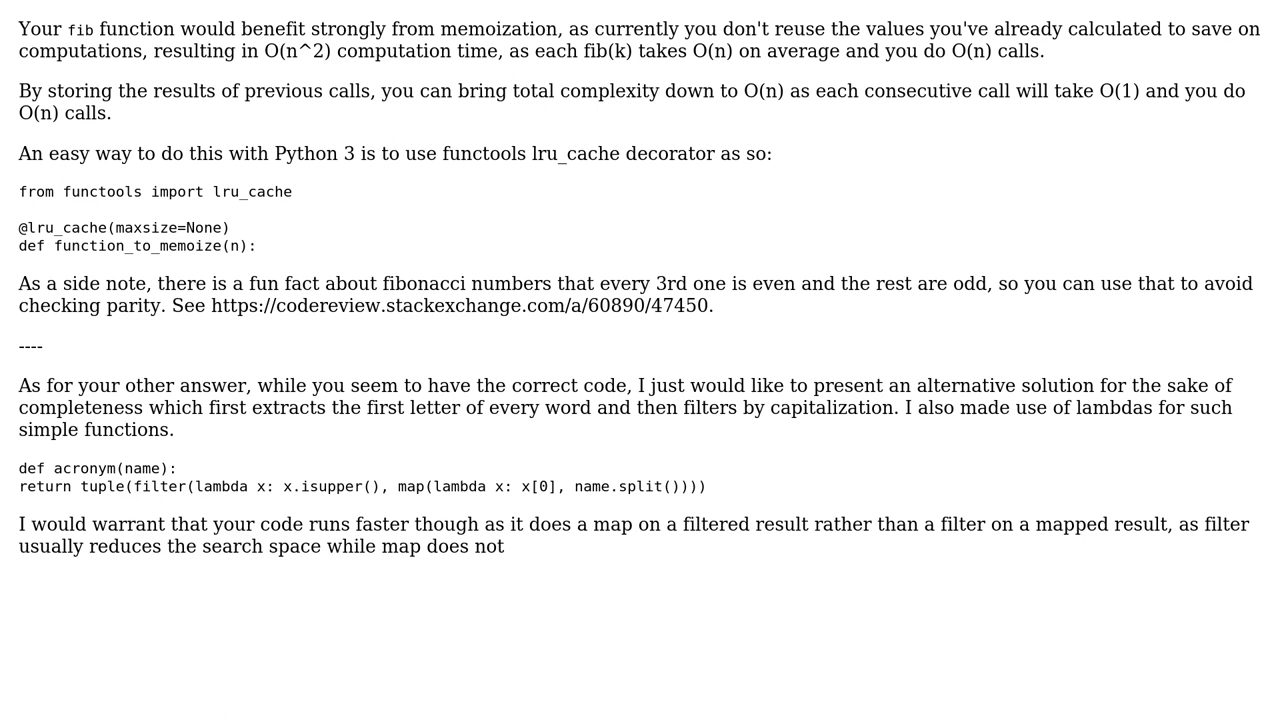 Your fib function would benefit strongly from memoization, as currently you don't reuse the values you've already calculated to save on
computations, resulting in O(n^2) computation time, as each fib(k) takes O(n) on average and you do O(n) calls.
By storing the results of previous calls, you can bring total complexity down to O(n) as each consecutive call will take O(1) and you do
O(n) calls.
An easy way to do this with Python 3 is to use functools lru_cache decorator as so:
from functools import lru_cache
@lru_cache(maxsize=None)
def function_to_memoize(n):
As a side note, there is a fun fact about fibonacci numbers that every 3rd one is even and the rest are odd, so you can use that to avoid
checking parity. See https://codereview.stackexchange.com/a/60890/47450.
----
As for your other answer, while you seem to have the correct code, I just would like to present an alternative solution for the sake of
completeness which first extracts the first letter of every word and then filters by capitalization. I also made use of lambdas for such
simple functions.
def acronym(name):
return tuple(filter(lambda x: x.isupper(), map(lambda x: x[0], name.split())))
I would warrant that your code runs faster though as it does a map on a filtered result rather than a filter on a mapped result, as filter
usually reduces the search space while map does not